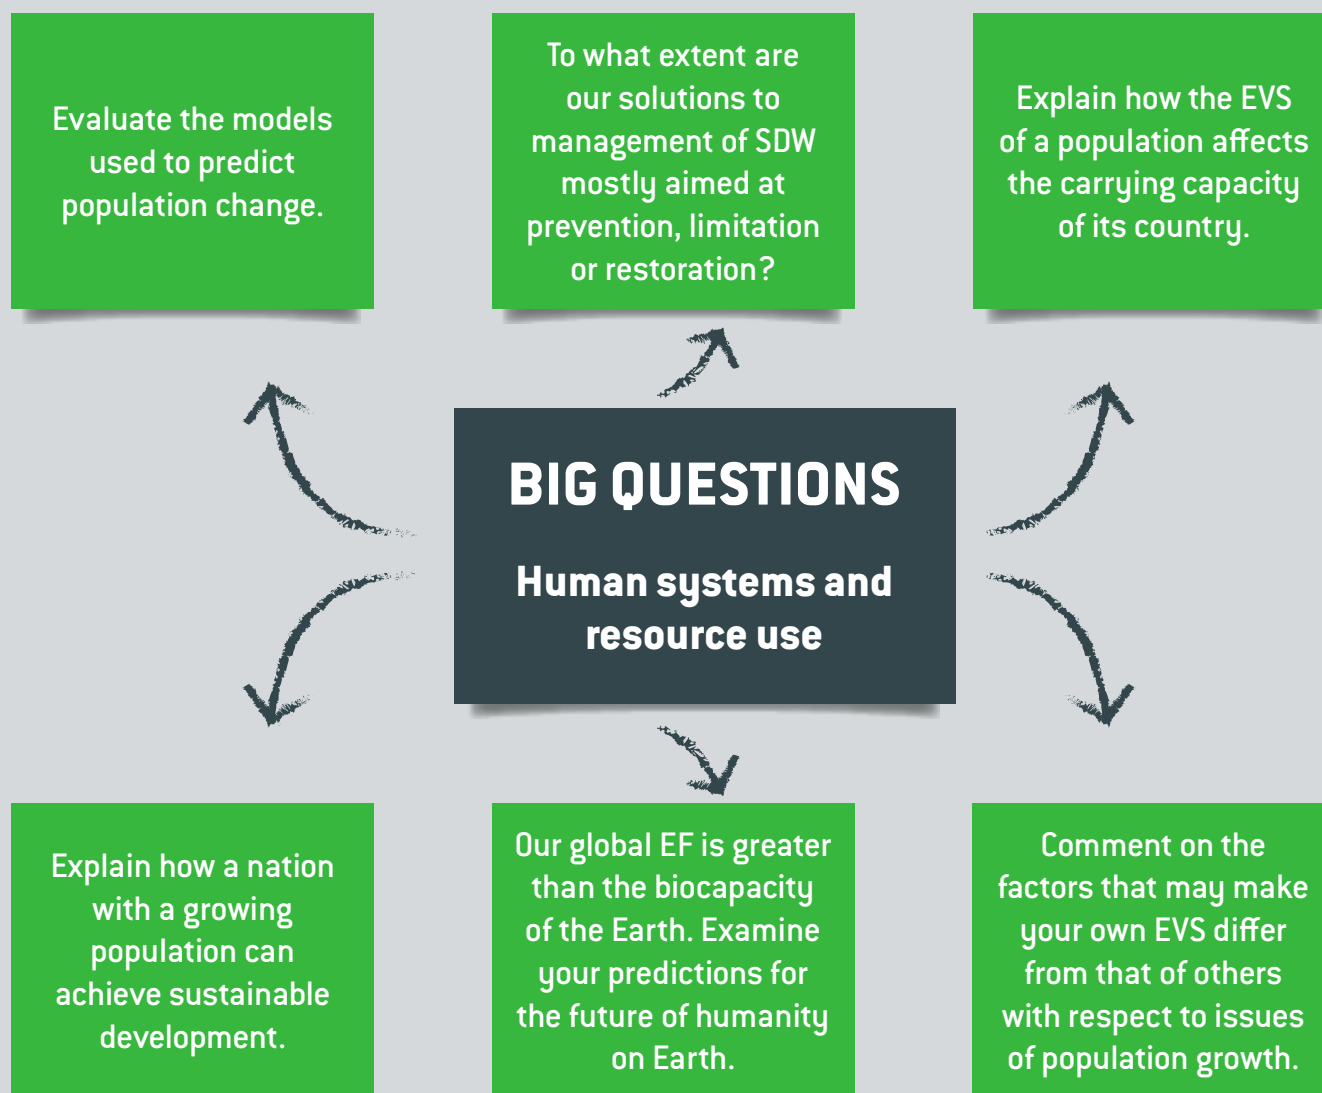 Evaluate the models
used to predict
population change.
To what extent are
our solutions to
management of SDW
mostly aimed at
prevention, limitation
or restoration?
Explain how the EVS
of a population affects
the carrying capacity
of its country.
BIG QUESTIONS
Human systems and
resource use
Explain how a nation
with a growing
population can
achieve sustainable
development.
Our global EF is greater
than the biocapacity
of the Earth. Examine
your predictions for
the future of humanity
on Earth.
Comment on the
factors that may make
your own EVS differ
from that of others
with respect to issues
of population growth.